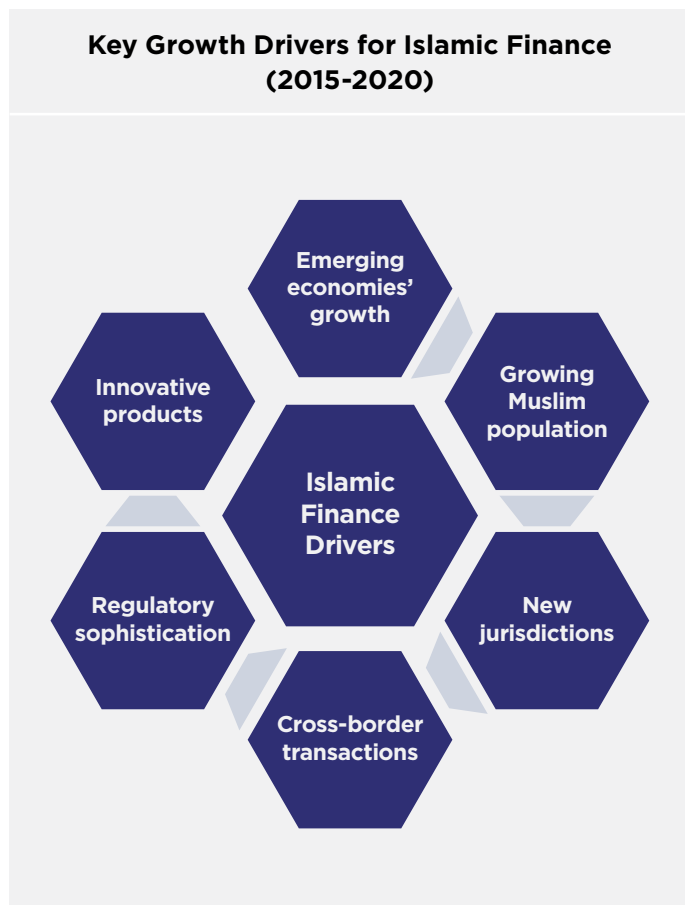 Key Growth Drivers for Islamic Finance
(2015-2020)
Emerging
economies’
growth
Innovative
products
Growing
Muslim
population
Islamic
Finance
Drivers
Regulatory
sophistication
New
jurisdictions
Cross-border
transactions